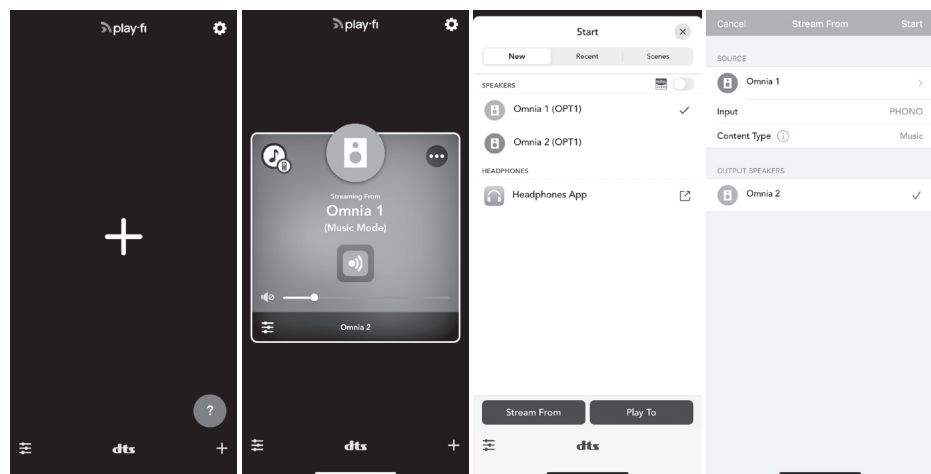 play-fi
?
dts
+
play-fi
Streaming From
Omnia 1
(Music Mode)
Omnia 2
dts
+
Start
New Recent Scenes
SPEAKERS
Omnia 1 (OPT1)
Omnia 2 (OPT1)
HEADPHONES
Headphones App
Stream From Play To
dts
Cancel Stream From Start
SOURCE
Omnia 1
Input PHONO
Content Type Music
OUTPUT SPEAKERS
Omnia 2